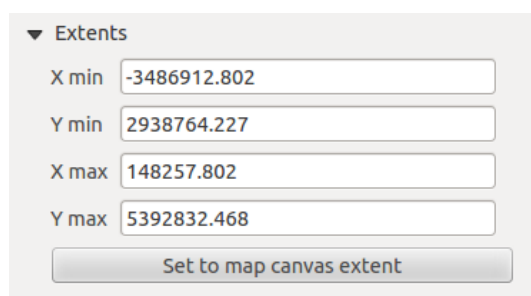 Extents
X min -3486912.802
Y min 2938764.227
X max 148257.802
Y max 5392832.468
Set to map canvas extent